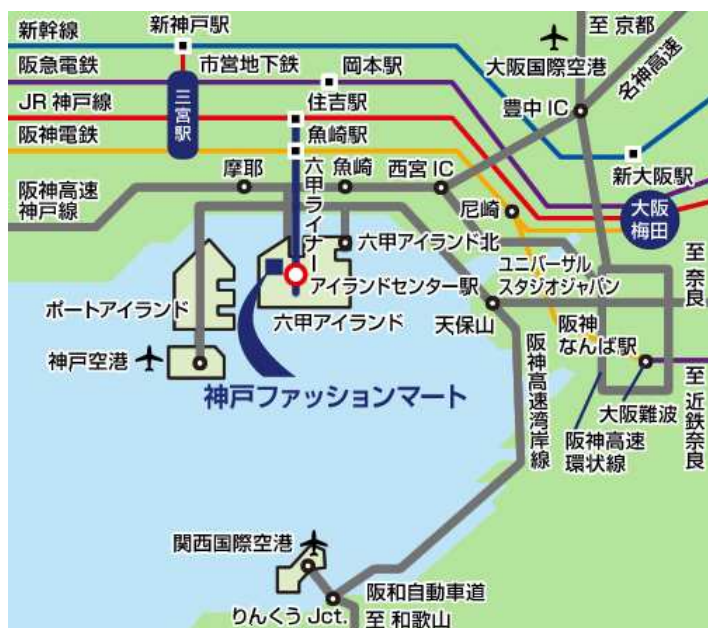 新幹線
新神戸駅
至 京都
阪急電鉄
市営地下鉄
岡本駅
大阪国際空港
名神高速
JR 神戸線
三宮駅
住吉駅
豊中 IC
阪神電鉄
魚崎駅
六甲ライナー
摩耶
魚崎
西宮 IC
新大阪駅
阪神高速
神戸線
尼崎
大阪
梅田
六甲アイランド北
ユニバーサル
スタジオジャパン
至 奈良
アイランドセンター駅
ポートアイランド
六甲アイランド
天保山
阪神
なんば駅
神戸空港
神戸ファッションマート
阪神高速湾岸線
大阪難波
至 近鉄奈良
阪神高速
環状線
関西国際空港
阪和自動車道
りんくう Jct.
至 和歌山